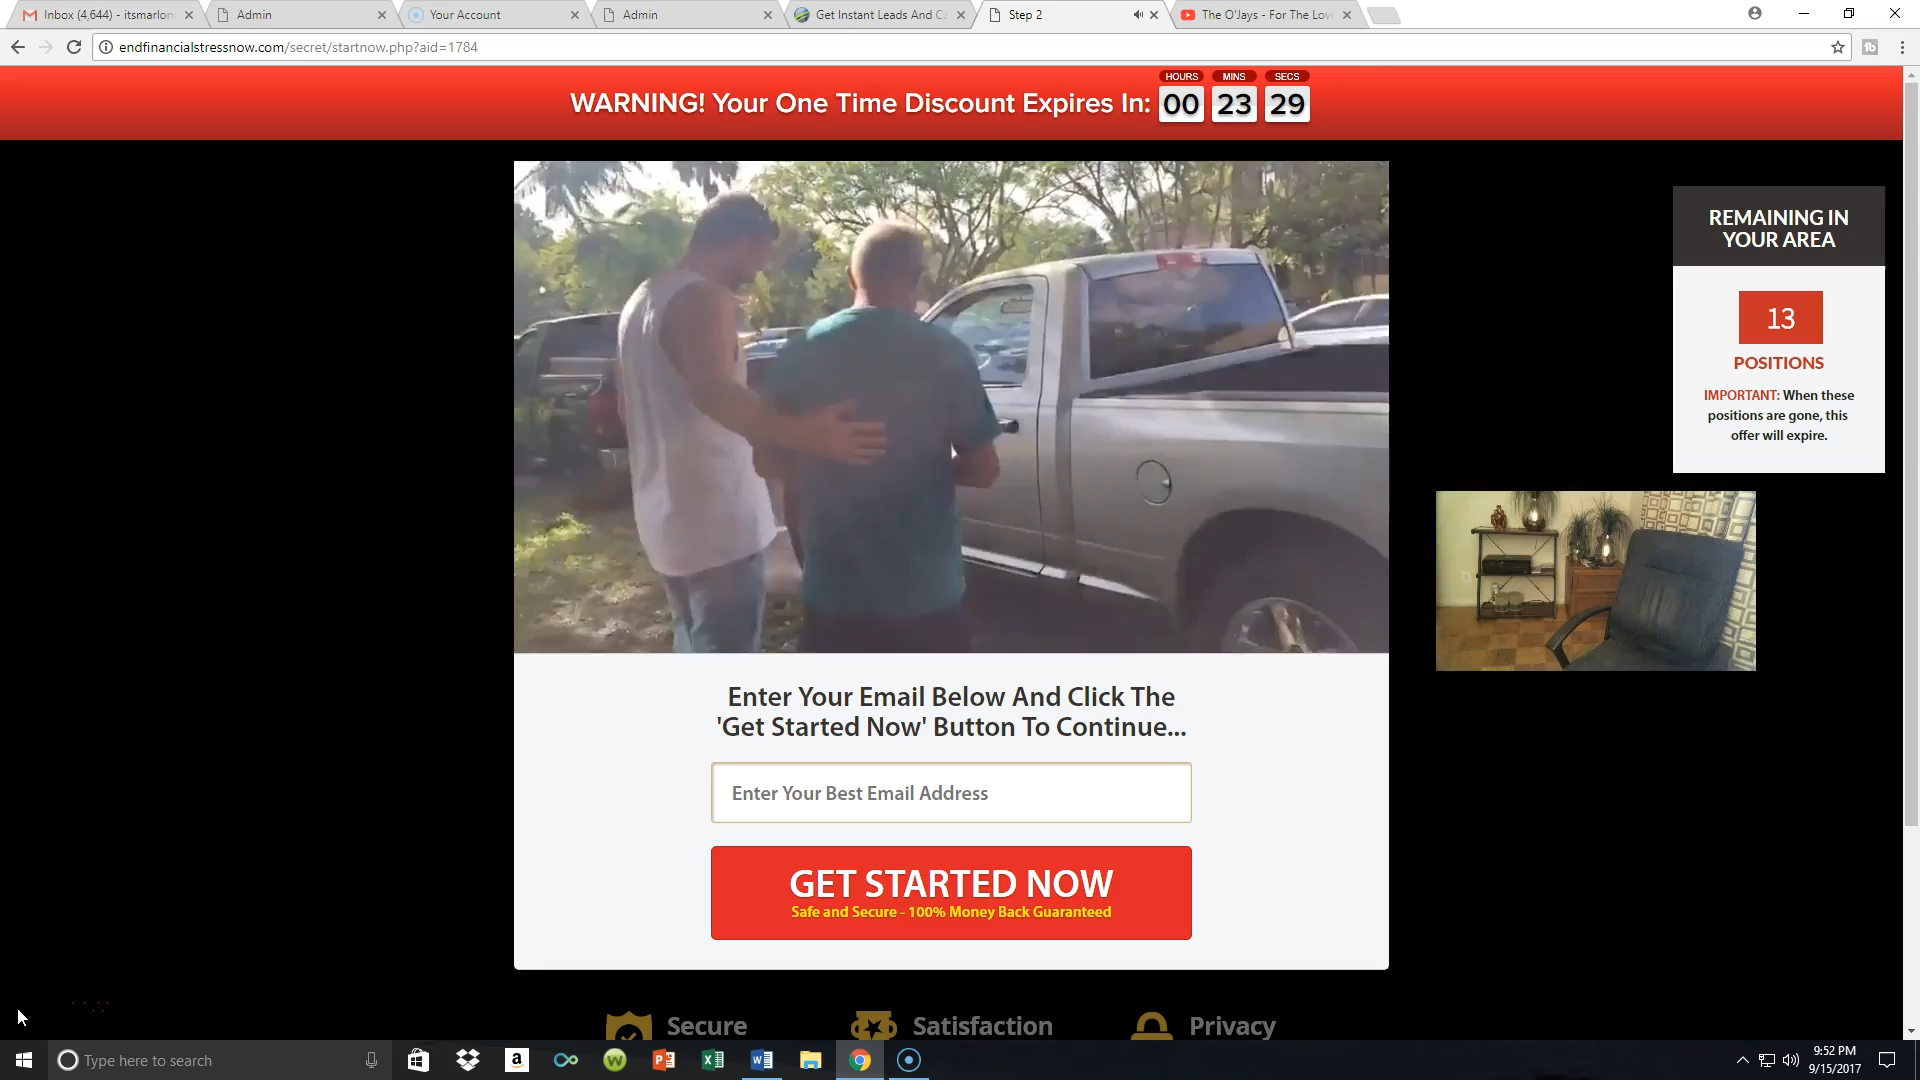 Inbox (4,644) - itsmarlon
Admin
Your Account
Admin
Get Instant Leads And Ca
Step 2
The O'Jays - For The Love
endfinancialstressnow.com/secret/startnow.php?aid=1784
WARNING! Your One Time Discount Expires In:
HOURS MINS SECS
00 23 29
REMAINING IN
YOUR AREA
13
POSITIONS
IMPORTANT: When these
positions are gone, this
offer will expire.
Enter Your Email Below And Click The
'Get Started Now' Button To Continue...
Enter Your Best Email Address
GET STARTED NOW
Safe and Secure - 100% Money Back Guaranteed
Secure
Satisfaction
Privacy
Type here to search
9:52 PM
9/15/2017